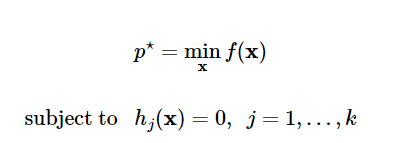 p⋆ = min f(x)
x
subject to hⱼ(x) = 0, j = 1, . . . , k